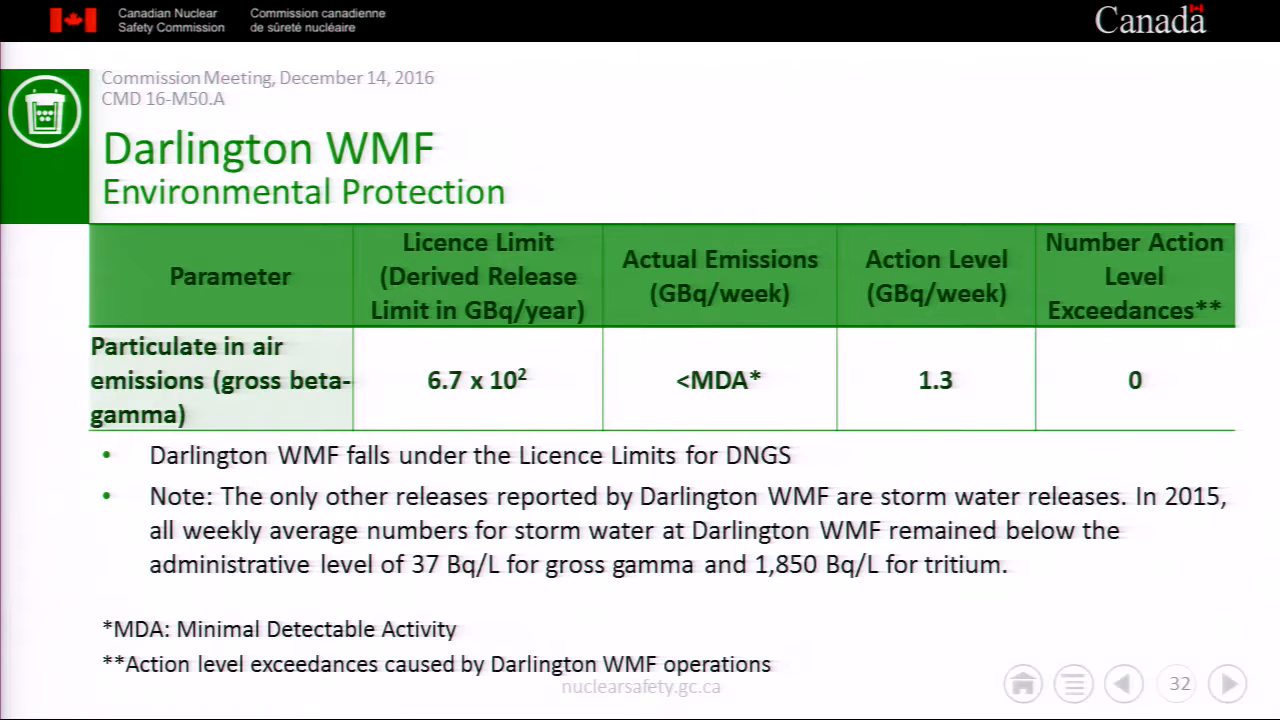 Canadian Nuclear
Safety Commission
Commission canadienne
de sûreté nucléaire
Canada
Commission Meeting, December 14, 2016
CMD 16-M50.A
Darlington WMF
Environmental Protection
Parameter
Licence Limit
(Derived Release
Limit in GBq/year)
Actual Emissions
(GBq/week)
Action Level
(GBq/week)
Number Action
Level
Exceedances**
Particulate in air
emissions (gross beta-
gamma)
6.7 x 10²
<MDA*
1.3
0
• Darlington WMF falls under the Licence Limits for DNGS
• Note: The only other releases reported by Darlington WMF are storm water releases. In 2015,
all weekly average numbers for storm water at Darlington WMF remained below the
administrative level of 37 Bq/L for gross gamma and 1,850 Bq/L for tritium.
*MDA: Minimal Detectable Activity
**Action level exceedances caused by Darlington WMF operations
nuclearsafety.gc.ca
32